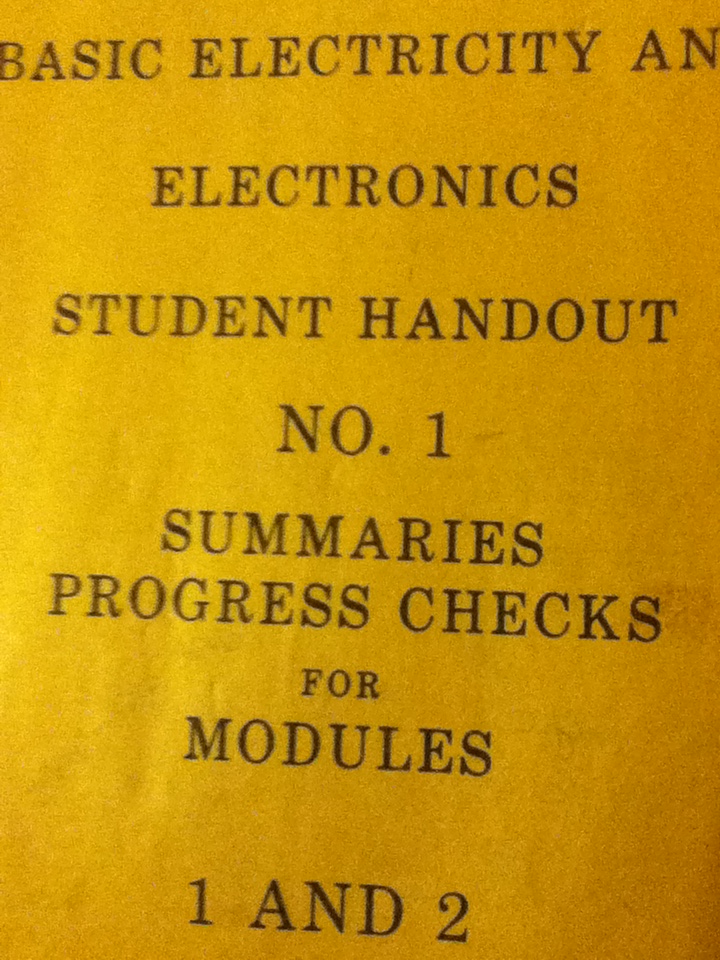 BASIC ELECTRICITY AN
ELECTRONICS
STUDENT HANDOUT
NO. 1
SUMMARIES
PROGRESS CHECKS
FOR
MODULES
1 AND 2